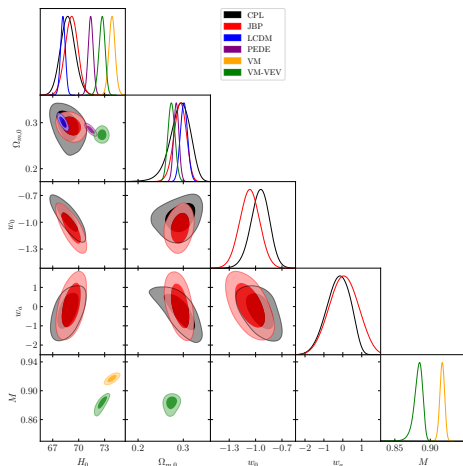 CPL
JBP
LCDM
PEDE
VM
VM-VEV
Ω_{m,0}
0.3
0.2
w_0
−0.7
−1.0
−1.3
w_a
1
0
−1
−2
M
0.94
0.90
0.86
67 70 73
H_0
0.2 0.3
Ω_{m,0}
−1.3 −1.0 −0.7
w_0
−2 −1 0 1
w_a
0.85 0.90
M